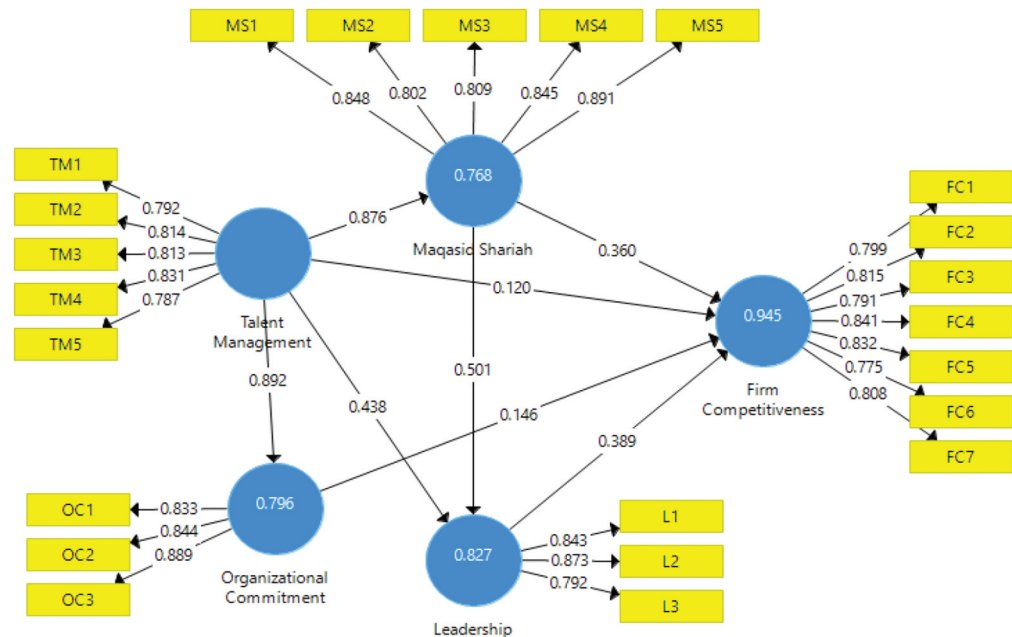 MS1
MS2
MS3
MS4
MS5
0.848
0.802
0.809
0.845
0.891
TM1
TM2
TM3
TM4
TM5
0.792
0.814
0.813
0.831
0.787
Talent
Management
0.876
0.768
Maqasid Shariah
0.360
0.120
0.892
0.438
0.501
0.146
0.389
0.945
Firm
Competitiveness
0.799
0.815
0.791
0.841
0.832
0.775
0.808
FC1
FC2
FC3
FC4
FC5
FC6
FC7
OC1
OC2
OC3
0.833
0.844
0.889
0.796
Organizational
Commitment
0.827
Leadership
0.843
0.873
0.792
L1
L2
L3